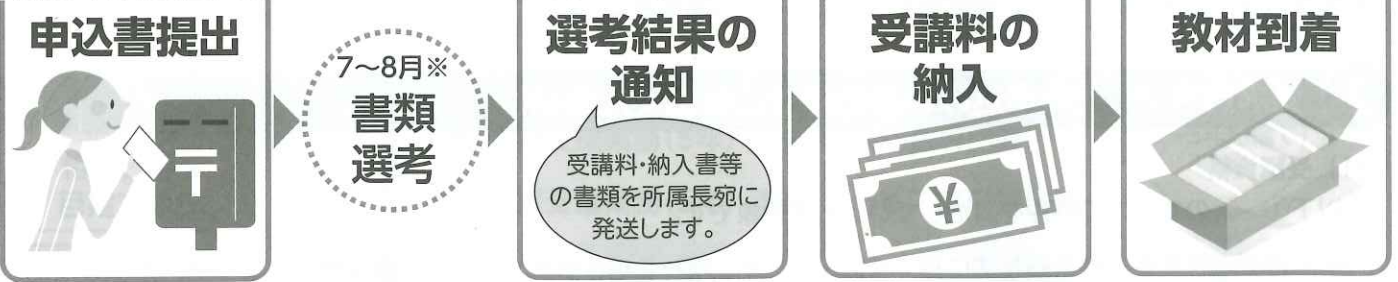 申込書提出
7～8月※
書類
選考
選考結果の
通知
受講料・納入書等
の書類を所属長宛に
発送します。
受講料の
納入
¥
教材到着